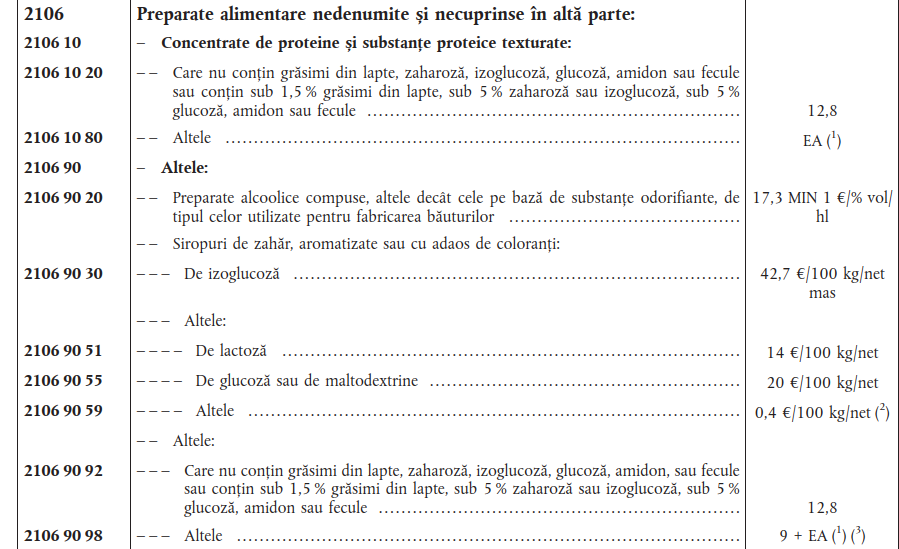 2106 Preparate alimentare nedenumite și necuprinse în altă parte:
2106 10 – Concentrate de proteine și substanțe proteice texturate:
2106 10 20 – – Care nu conțin grăsimi din lapte, zaharoză, izoglucoză, glucoză, amidon sau fecule
sau conțin sub 1,5 % grăsimi din lapte, sub 5 % zaharoză sau izoglucoză, sub 5 %
glucoză, amidon sau fecule ........................................ 12,8
2106 10 80 – – Altele ........................................ EA (1)
2106 90 – Altele:
2106 90 20 – – Preparate alcoolice compuse, altele decât cele pe bază de substanțe odorifiante, de 17,3 MIN 1 €/% vol/
tipul celor utilizate pentru fabricarea băuturilor ........................................ hl
– – Siropuri de zahăr, aromatizate sau cu adaos de coloranți:
2106 90 30 – – – De izoglucoză ........................................ 42,7 €/100 kg/net
mas
– – – Altele:
2106 90 51 – – – – De lactoză ........................................ 14 €/100 kg/net
2106 90 55 – – – – De glucoză sau de maltodextrine ........................................ 20 €/100 kg/net
2106 90 59 – – – – Altele ........................................ 0,4 €/100 kg/net (2)
– – Altele:
2106 90 92 – – – Care nu conțin grăsimi din lapte, zaharoză, izoglucoză, glucoză, amidon, sau fecule
sau conțin sub 1,5 % grăsimi din lapte, sub 5 % zaharoză sau izoglucoză, sub 5 %
glucoză, amidon sau fecule ........................................ 12,8
2106 90 98 – – – Altele ........................................ 9 + EA (1) (3)